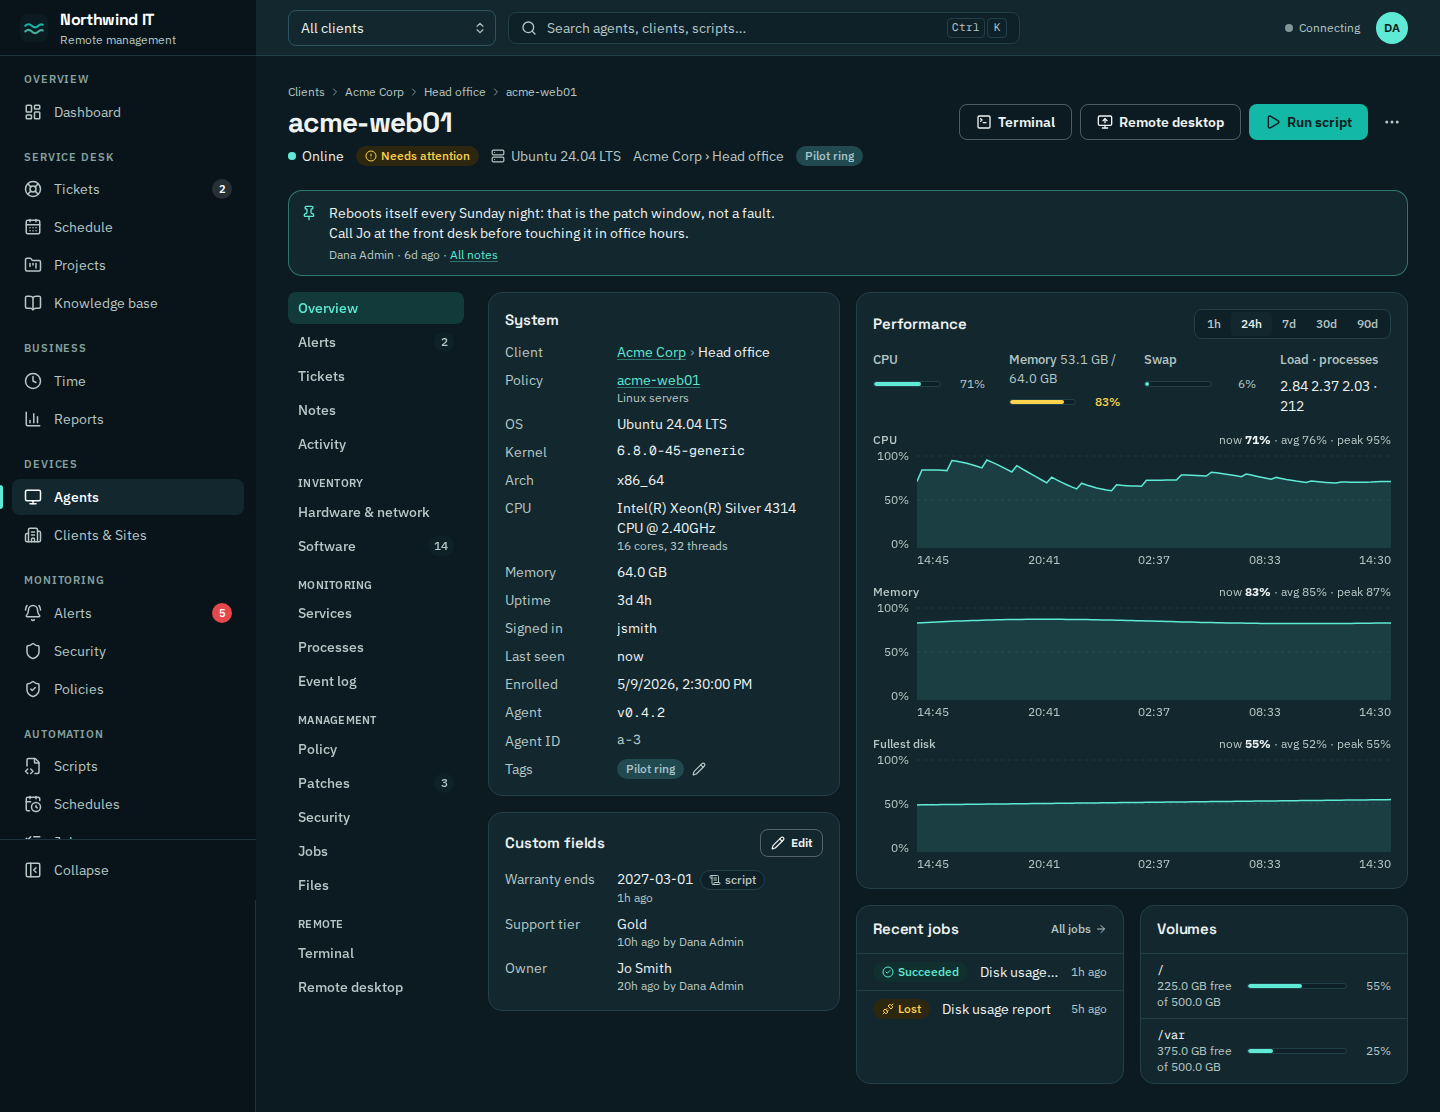 Northwind IT
Remote management
All clients
Search agents, clients, scripts...
Ctrl K
Connecting
DA
OVERVIEW
Dashboard
SERVICE DESK
Tickets 2
Schedule
Projects
Knowledge base
BUSINESS
Time
Reports
DEVICES
Agents
Clients & Sites
MONITORING
Alerts 5
Security
Policies
AUTOMATION
Scripts
Schedules
Collapse
Clients > Acme Corp > Head office > acme-web01
acme-web01
Online Needs attention Ubuntu 24.04 LTS Acme Corp › Head office Pilot ring
Terminal
Remote desktop
Run script
Reboots itself every Sunday night: that is the patch window, not a fault.
Call Jo at the front desk before touching it in office hours.
Dana Admin · 6d ago · All notes
Overview
Alerts 2
Tickets
Notes
Activity
INVENTORY
Hardware & network
Software 14
MONITORING
Services
Processes
Event log
MANAGEMENT
Policy
Patches 3
Security
Jobs
Files
REMOTE
Terminal
Remote desktop
System
Client Acme Corp › Head office
Policy acme-web01
Linux servers
OS Ubuntu 24.04 LTS
Kernel 6.8.0-45-generic
Arch x86_64
CPU Intel(R) Xeon(R) Silver 4314
CPU @ 2.40GHz
16 cores, 32 threads
Memory 64.0 GB
Uptime 3d 4h
Signed in jsmith
Last seen now
Enrolled 5/9/2026, 2:30:00 PM
Agent v0.4.2
Agent ID a-3
Tags Pilot ring
Custom fields Edit
Warranty ends 2027-03-01 script
1h ago
Support tier Gold
10h ago by Dana Admin
Owner Jo Smith
20h ago by Dana Admin
Performance
1h 24h 7d 30d 90d
CPU
71%
Memory 53.1 GB /
64.0 GB
83%
Swap
6%
Load · processes
2.84 2.37 2.03 ·
212
CPU now 71% · avg 76% · peak 95%
100%
50%
0%
14:45 20:41 02:37 08:33 14:30
Memory now 83% · avg 85% · peak 87%
100%
50%
0%
14:45 20:41 02:37 08:33 14:30
Fullest disk now 55% · avg 52% · peak 55%
100%
50%
0%
14:45 20:41 02:37 08:33 14:30
Recent jobs All jobs →
Succeeded Disk usage... 1h ago
Lost Disk usage report 5h ago
Volumes
/
225.0 GB free
of 500.0 GB
55%
/var
375.0 GB free
of 500.0 GB
25%